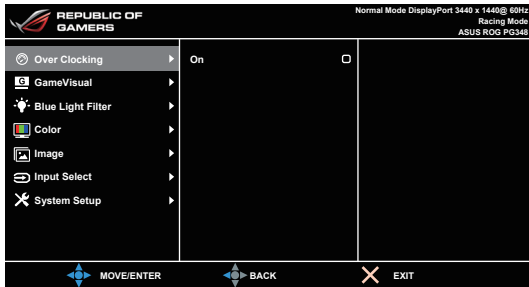 REPUBLIC OF
GAMERS
Normal Mode DisplayPort 3440 x 1440@ 60Hz
Racing Mode
ASUS ROG PG348
Over Clocking
On
G GameVisual
Blue Light Filter
Color
Image
Input Select
System Setup
MOVE/ENTER
BACK
EXIT